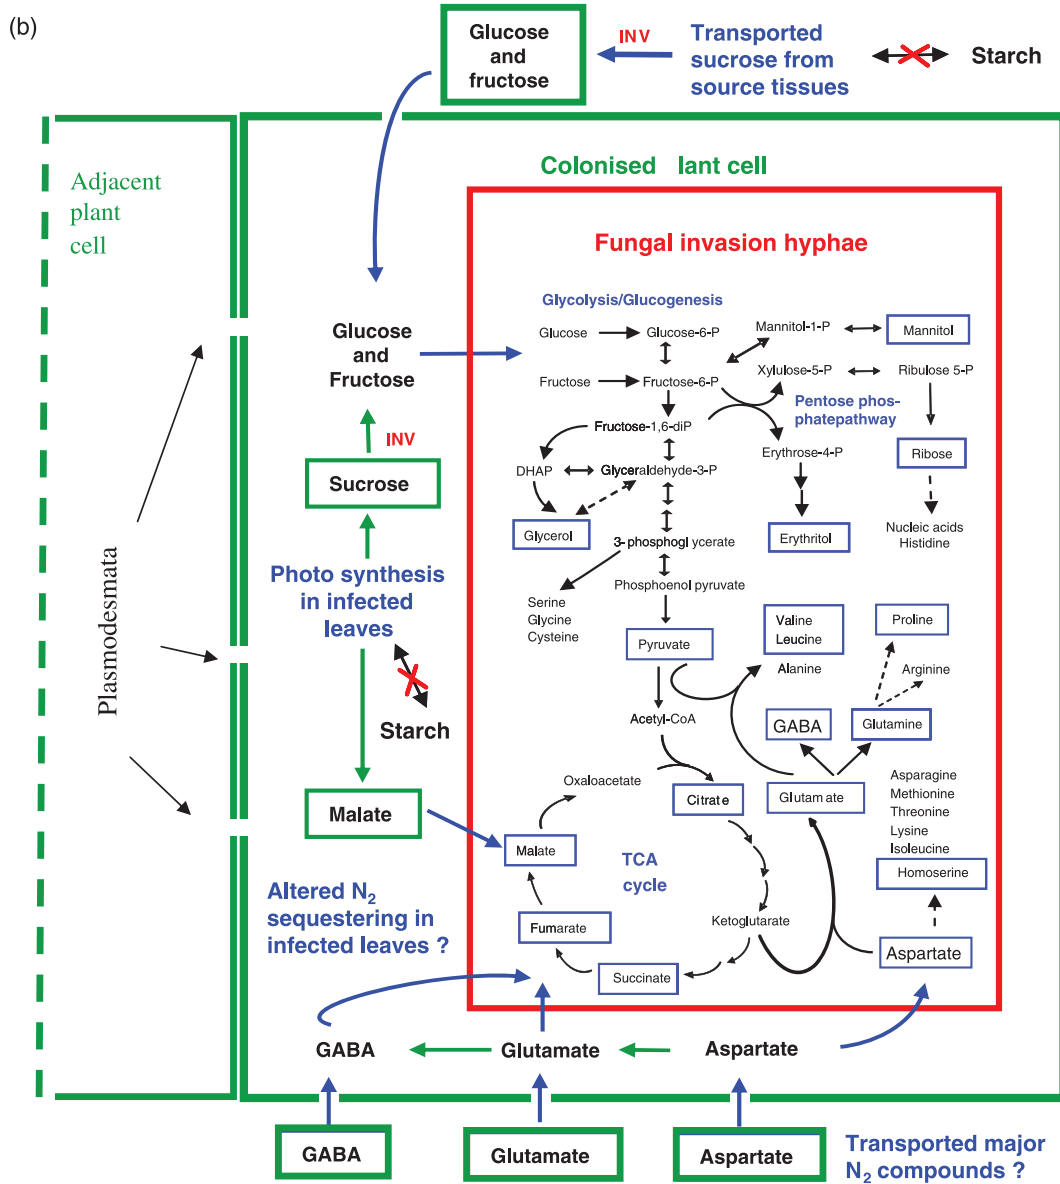 (b)
Glucose
and
fructose
INV
Transported
sucrose from
source tissues
Starch
Adjacent
plant
cell
Colonised lant cell
Fungal invasion hyphae
Glycolysis/Glucogenesis
Glucose
Glucose-6-P
Mannitol-1-P
Mannitol
Fructose
Fructose-6-P
Xylulose-5-P
Ribulose 5-P
Pentose phos-
phatepathway
Fructose-1,6-diP
Erythrose-4-P
Ribose
DHAP
Glyceraldehyde-3-P
Glycerol
3-phosphogl ycerate
Erythritol
Nucleic acids
Histidine
Phosphoenol pyruvate
Serine
Glycine
Cysteine
Pyruvate
Valine
Leucine
Alanine
Proline
Arginine
Acetyl-CoA
GABA
Glutamine
Oxaloacetate
Citrate
Glutamate
Asparagine
Methionine
Threonine
Lysine
Isoleucine
Homoserine
Malate
TCA
cycle
Ketoglutarate
Fumarate
Succinate
Aspartate
Glucose
and
Fructose
INV
Sucrose
Photo synthesis
in infected
leaves
Starch
Malate
Plasmodesmata
Altered N2
sequestering in
infected leaves ?
GABA
Glutamate
Aspartate
GABA
Glutamate
Aspartate
Transported major
N2 compounds ?